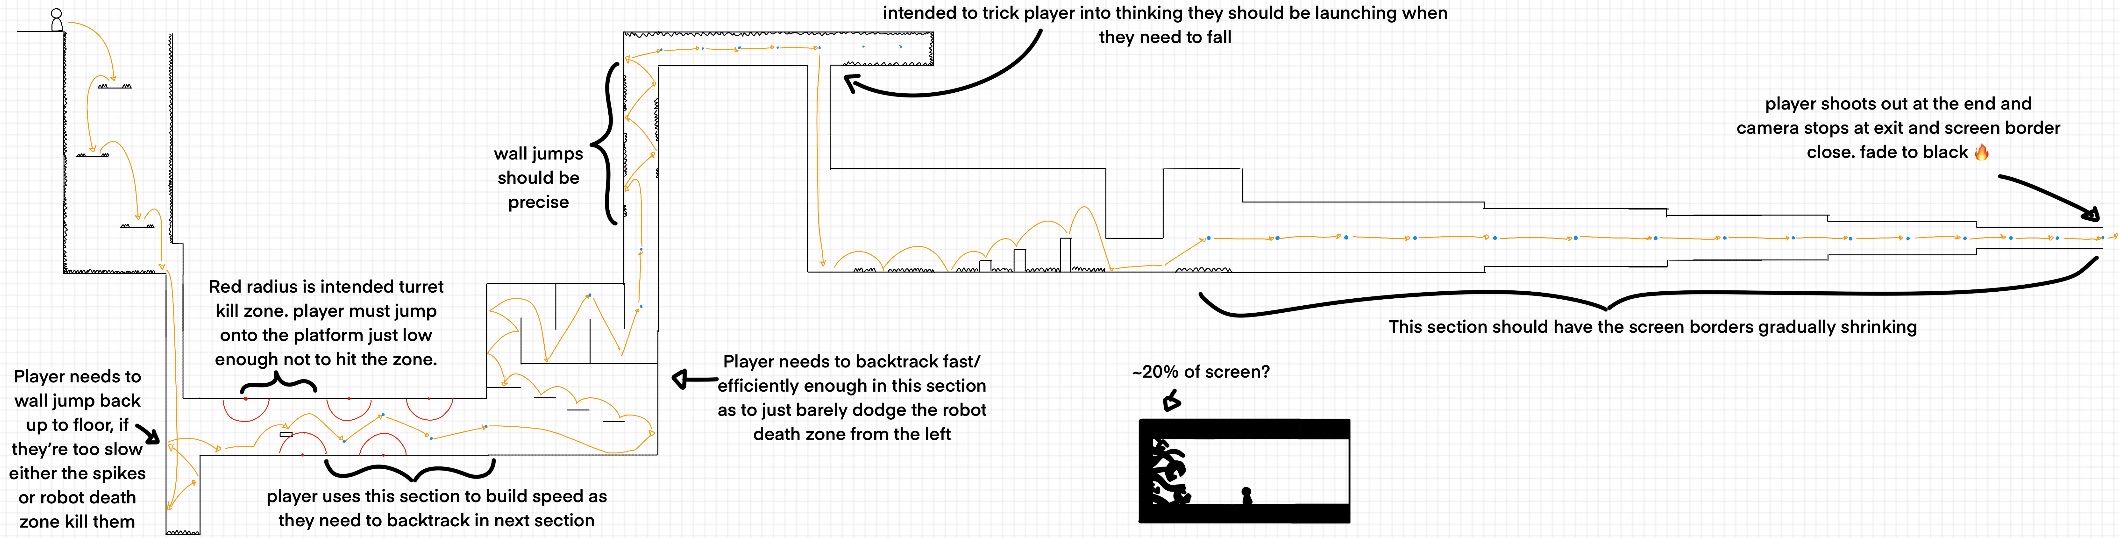 intended to trick player into thinking they should be launching when
they need to fall
player shoots out at the end and
camera stops at exit and screen border
close. fade to black 🔥
wall jumps
should be
precise
Red radius is intended turret
kill zone. player must jump
onto the platform just low
enough not to hit the zone.
This section should have the screen borders gradually shrinking
Player needs to
wall jump back
up to floor, if
they're too slow
either the spikes
or robot death
zone kill them
Player needs to backtrack fast/
efficiently enough in this section
as to just barely dodge the robot
death zone from the left
~20% of screen?
player uses this section to build speed as
they need to backtrack in next section